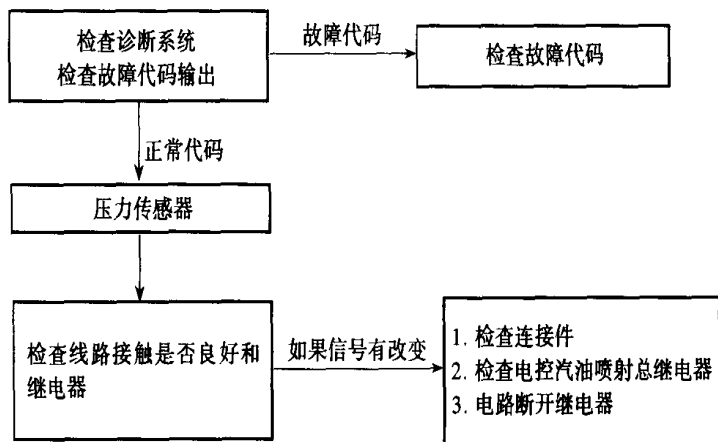 检查诊断系统
检查故障代码输出
故障代码
检查故障代码
正常代码
压力传感器
检查线路接触是否良好和
继电器
如果信号有改变
1. 检查连接件
2. 检查电控汽油喷射总继电器
3. 电路断开继电器